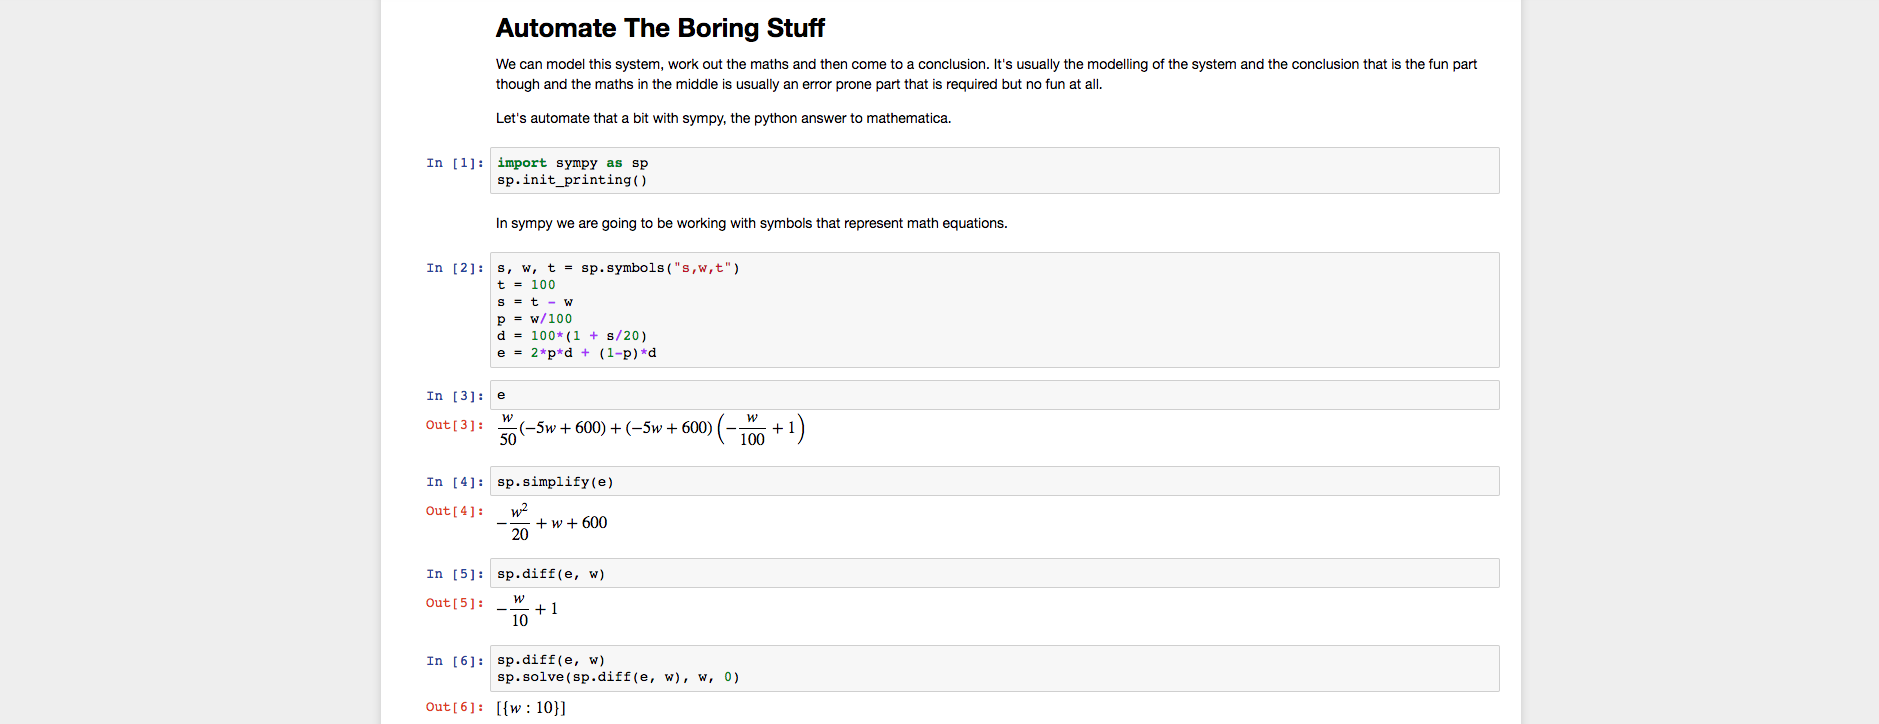 Automate The Boring Stuff
We can model this system, work out the maths and then come to a conclusion. It's usually the modelling of the system and the conclusion that is the fun part
though and the maths in the middle is usually an error prone part that is required but no fun at all.
Let's automate that a bit with sympy, the python answer to mathematica.
In [1]: import sympy as sp
sp.init_printing()
In sympy we are going to be working with symbols that represent math equations.
In [2]: s, w, t = sp.symbols("s,w,t")
t = 100
s = t - w
p = w/100
d = 100*(1 + s/20)
e = 2*p*d + (1-p)*d
In [3]: e
Out[3]: w/50 (−5w + 600) + (−5w + 600) (− w/100 + 1)
In [4]: sp.simplify(e)
Out[4]: − w²/20 + w + 600
In [5]: sp.diff(e, w)
Out[5]: − w/10 + 1
In [6]: sp.diff(e, w)
sp.solve(sp.diff(e, w), w, 0)
Out[6]: [{w : 10}]